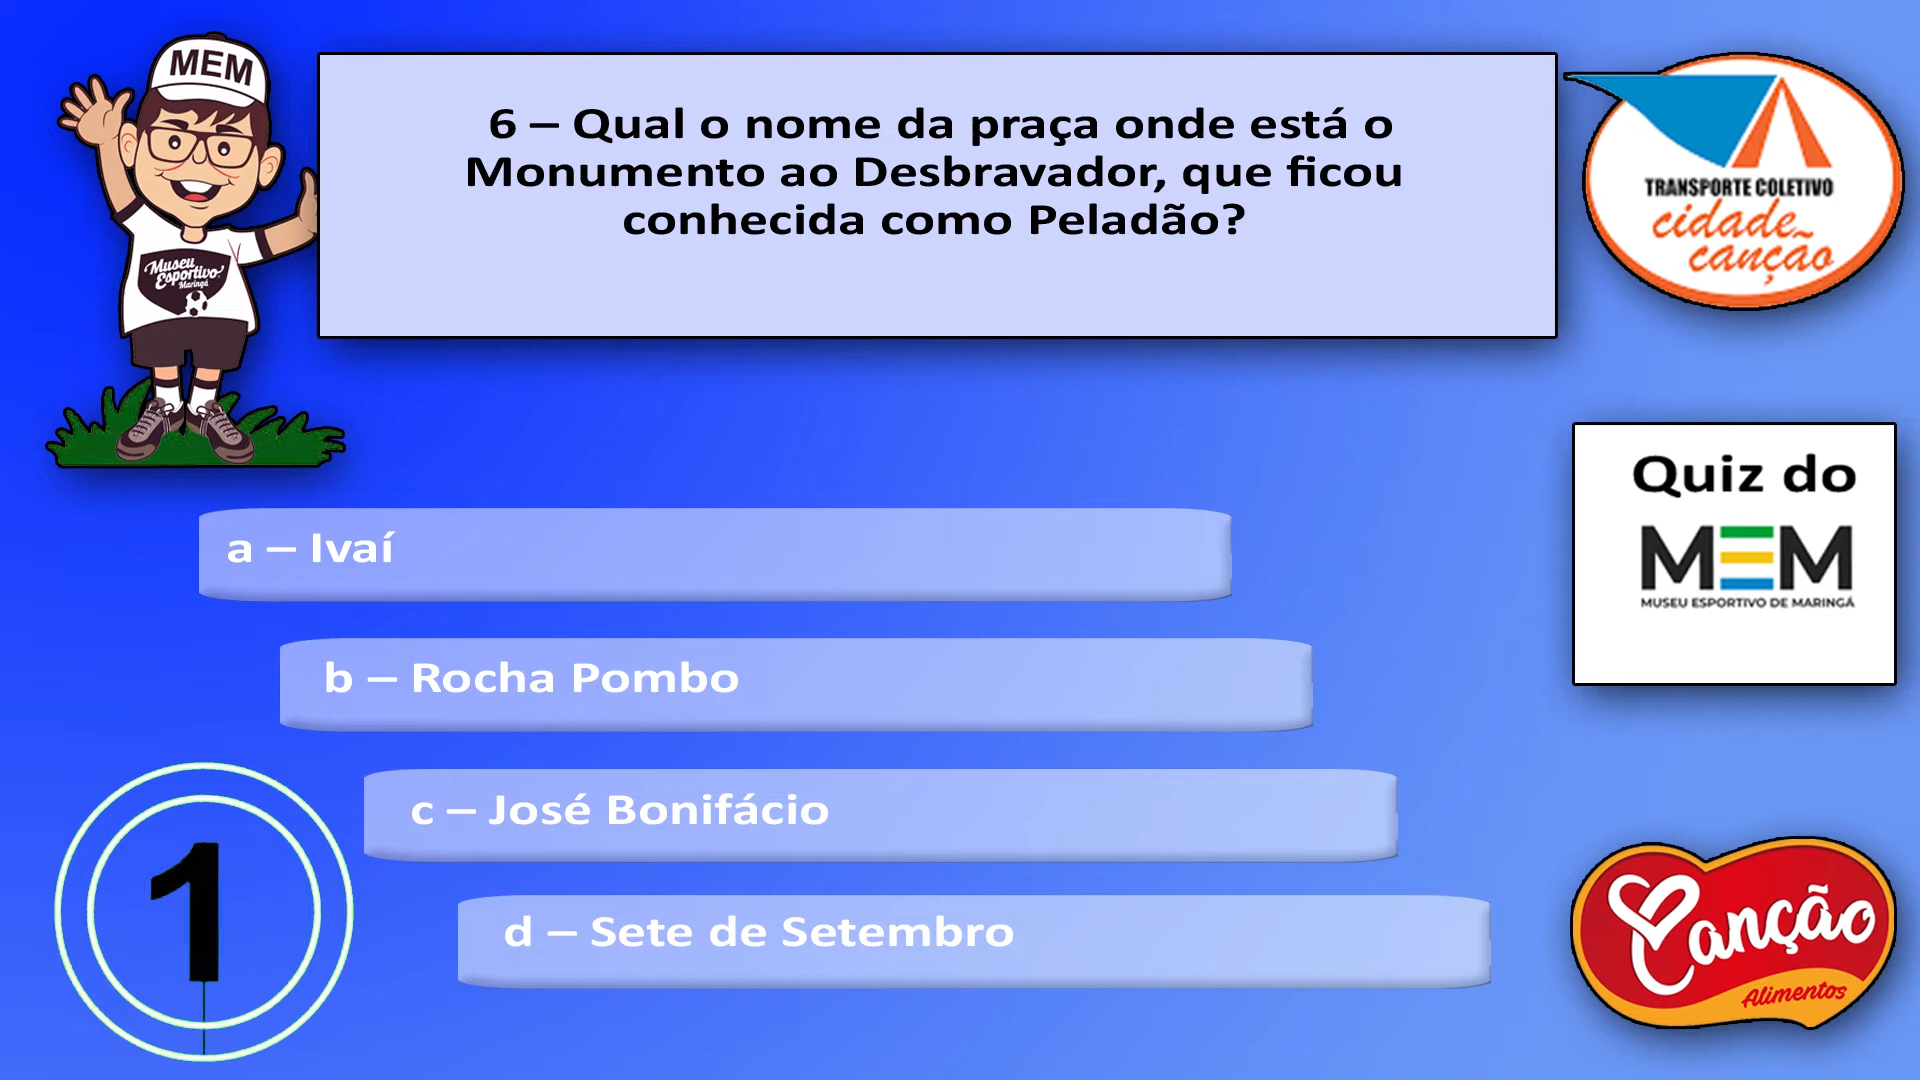 MEM
6 – Qual o nome da praça onde está o
Monumento ao Desbravador, que ficou
conhecida como Peladão?
TRANSPORTE COLETIVO
cidade
canção
Museu
Esportivo
Maringá
Quiz do
MEM
MUSEU ESPORTIVO DE MARINGÁ
a – Ivaí
b – Rocha Pombo
c – José Bonifácio
d – Sete de Setembro
1
Canção
Alimentos